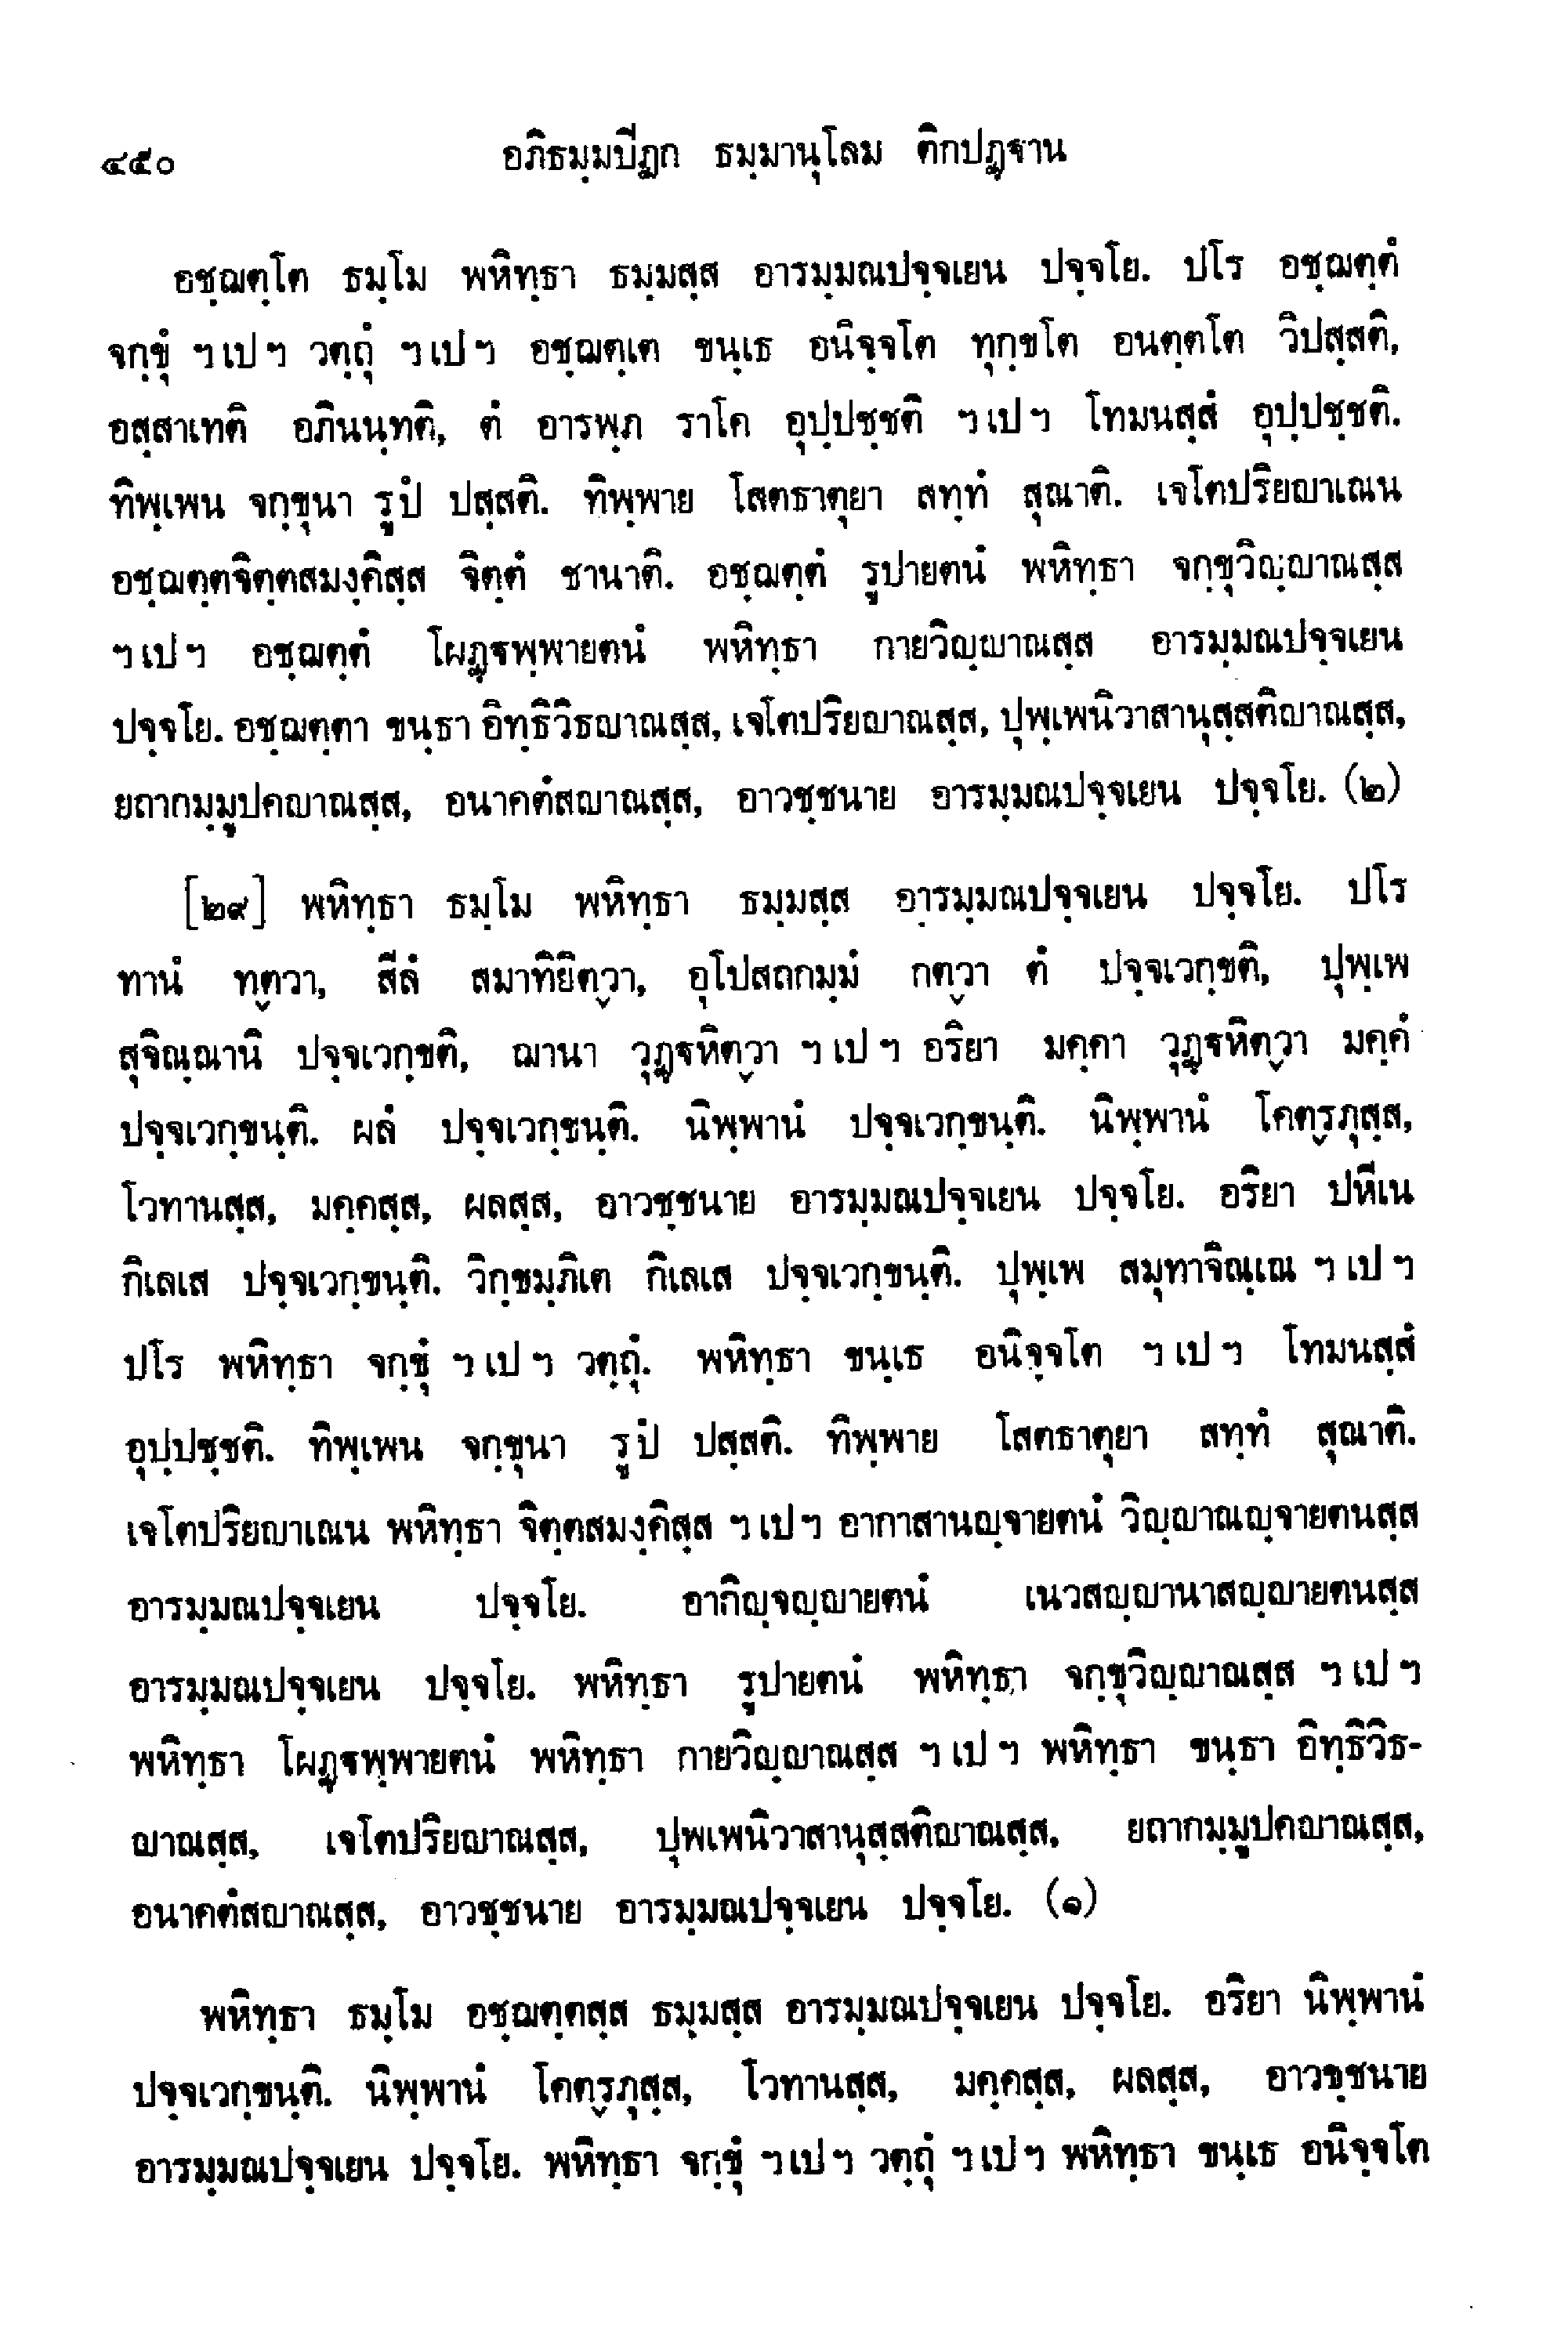 ๔๕๐ อภิธมฺมปีฏก ธมฺมานุโลม ติกปฏฺฐาน
อชฺฌตฺโต ธมฺโม พหิทฺธา ธมฺมสฺส อารมฺมณปจฺจเยน ปจฺจโย. ปโร อชฺฌตฺตํ
จกฺขุํ ฯ เป ฯ วตฺถุํ ฯ เป ฯ อชฺฌตฺเต ขนฺเธ อนิจฺจโต ทุกฺขโต อนตฺตโต วิปสฺสติ,
อสฺสาเทติ อภินนฺทติ, ตํ อารพฺภ ราโค อุปฺปชฺชติ ฯ เป ฯ โทมนสฺสํ อุปฺปชฺชติ.
ทิพฺเพน จกฺขุนา รูปํ ปสฺสติ. ทิพฺพาย โสตธาตุยา สทฺทํ สุณาติ. เจโตปริยญาเณน
อชฺฌตฺตจิตฺตสมงฺคิสฺส จิตฺตํ ชานาติ. อชฺฌตฺตํ รูปายตนํ พหิทฺธา จกฺขุวิญฺญาณสฺส
ฯ เป ฯ อชฺฌตฺตํ โผฏฺฐพฺพายตนํ พหิทฺธา กายวิญฺญาณสฺส อารมฺมณปจฺจเยน
ปจฺจโย. อชฺฌตฺตา ขนฺธา อิทฺธิวิธญาณสฺส, เจโตปริยญาณสฺส, ปุพฺเพนิวาสานุสฺสติญาณสฺส,
ยถากมฺมูปคญาณสฺส, อนาคตํสญาณสฺส, อาวชฺชนาย อารมฺมณปจฺจเยน ปจฺจโย. (๒)
[๒๙] พหิทฺธา ธมฺโม พหิทฺธา ธมฺมสฺส อารมฺมณปจฺจเยน ปจฺจโย. ปโร
ทานํ ทตฺวา, สีลํ สมาทิยิตฺวา, อุโปสถกมฺมํ กตฺวา ตํ ปจฺจเวกฺขติ, ปุพฺเพ
สุจิณฺณานิ ปจฺจเวกฺขติ, ฌานา วุฏฺฐหิตฺวา ฯ เป ฯ อริยา มคฺคา วุฏฺฐหิตฺวา มคฺคํ
ปจฺจเวกฺขนฺติ. ผลํ ปจฺจเวกฺขนฺติ. นิพฺพานํ ปจฺจเวกฺขนฺติ. นิพฺพานํ โคตฺรภุสฺส,
โวทานสฺส, มคฺคสฺส, ผลสฺส, อาวชฺชนาย อารมฺมณปจฺจเยน ปจฺจโย. อริยา ปหีเน
กิเลเส ปจฺจเวกฺขนฺติ. วิกฺขมฺภิเต กิเลเส ปจฺจเวกฺขนฺติ. ปุพฺเพ สมุทาจิณฺเณ ฯ เป ฯ
ปโร พหิทฺธา จกฺขุํ ฯ เป ฯ วตฺถุํ. พหิทฺธา ขนฺเธ อนิจฺจโต ฯ เป ฯ โทมนสฺสํ
อุปฺปชฺชติ. ทิพฺเพน จกฺขุนา รูปํ ปสฺสติ. ทิพฺพาย โสตธาตุยา สทฺทํ สุณาติ.
เจโตปริยญาเณน พหิทฺธา จิตฺตสมงฺคิสฺส ฯ เป ฯ อากาสานญฺจายตนํ วิญฺญาณญฺจายตนสฺส
อารมฺมณปจฺจเยน ปจฺจโย. อากิญฺจญฺญายตนํ เนวสญฺญานาสญฺญายตนสฺส
อารมฺมณปจฺจเยน ปจฺจโย. พหิทฺธา รูปายตนํ พหิทฺธา จกฺขุวิญฺญาณสฺส ฯ เป ฯ
พหิทฺธา โผฏฺฐพฺพายตนํ พหิทฺธา กายวิญฺญาณสฺส ฯ เป ฯ พหิทฺธา ขนฺธา อิทฺธิวิธ-
ญาณสฺส, เจโตปริยญาณสฺส, ปุพเพนิวาสานุสฺสติญาณสฺส, ยถากมฺมูปคญาณสฺส,
อนาคตํสญาณสฺส, อาวชฺชนาย อารมฺมณปจฺจเยน ปจฺจโย. (๑)
พหิทฺธา ธมฺโม อชฺฌตฺตสฺส ธมฺมสฺส อารมฺมณปจฺจเยน ปจฺจโย. อริยา นิพฺพานํ
ปจฺจเวกฺขนฺติ. นิพฺพานํ โคตฺรภุสฺส, โวทานสฺส, มคฺคสฺส, ผลสฺส, อาวชฺชนาย
อารมฺมณปจฺจเยน ปจฺจโย. พหิทฺธา จกฺขุํ ฯ เป ฯ วตฺถุํ ฯ เป ฯ พหิทฺธา ขนฺเธ อนิจฺจโต